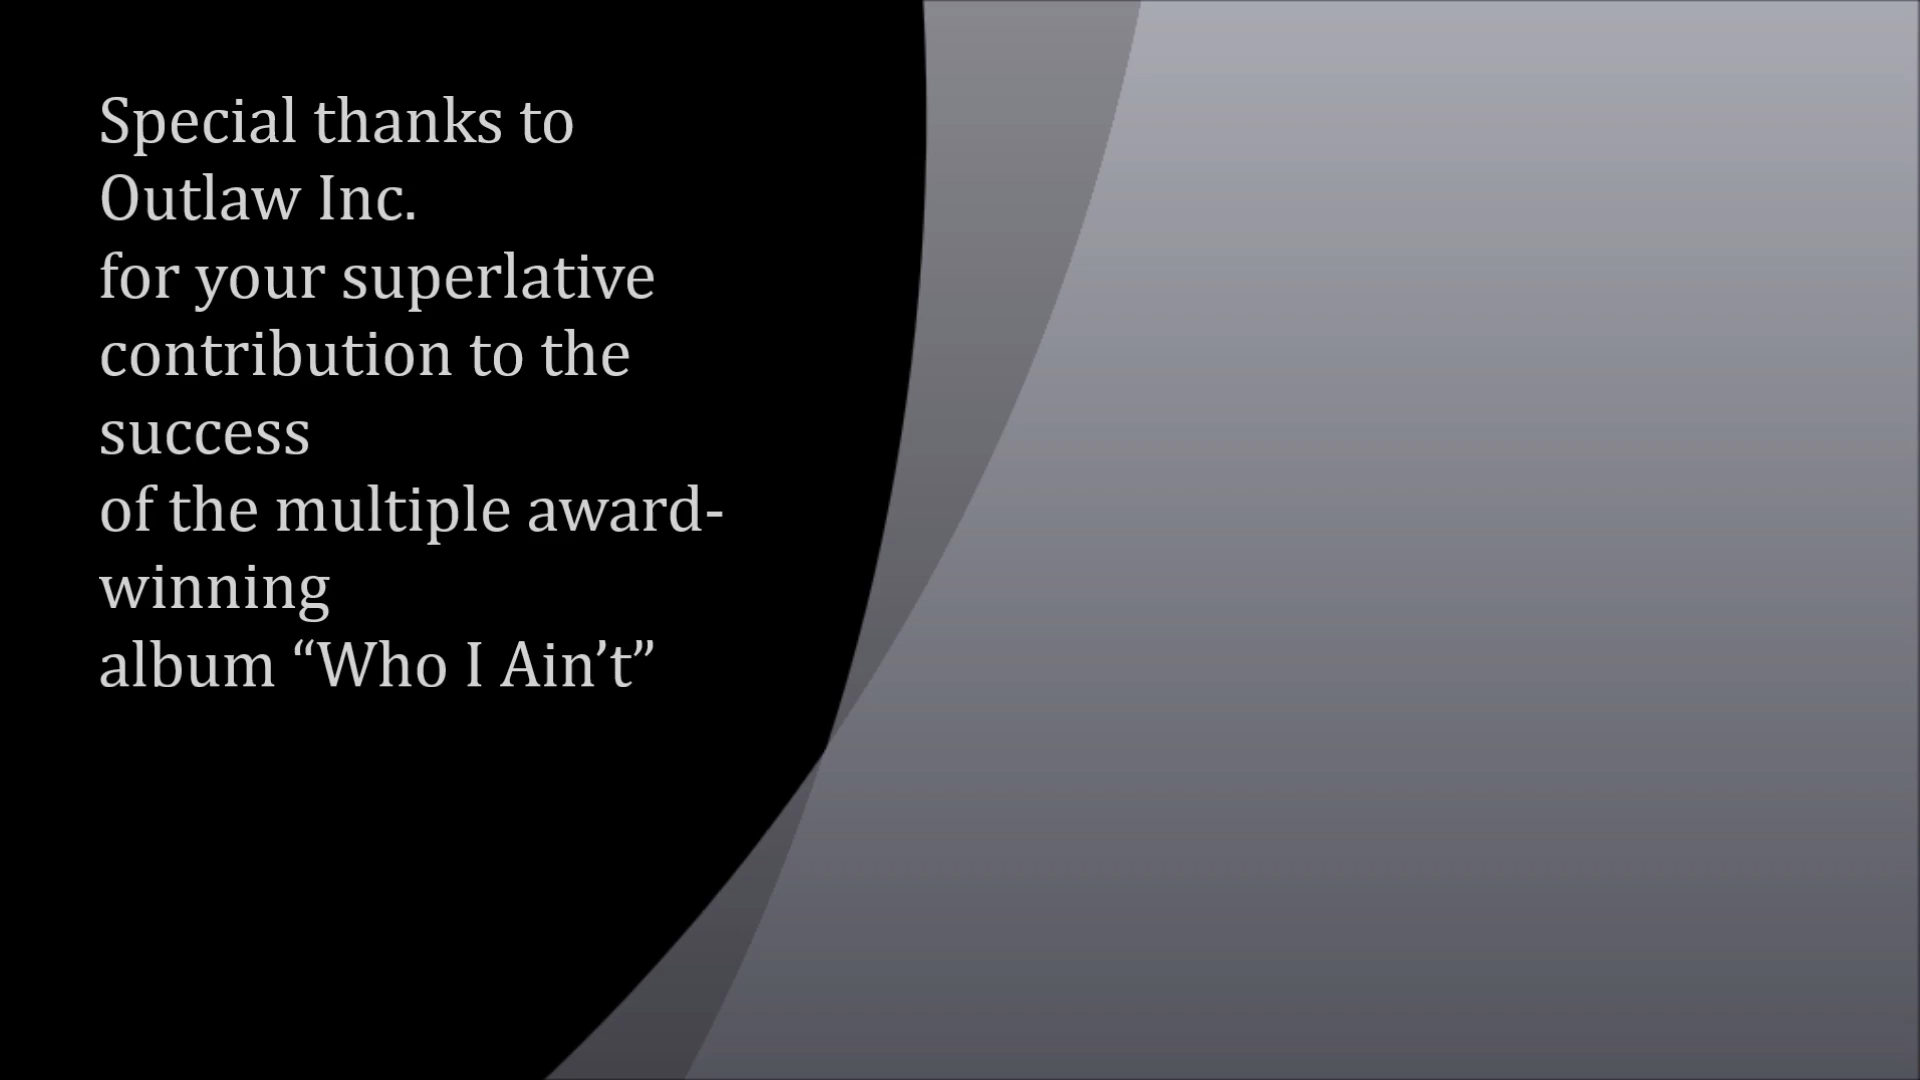 Special thanks to
Outlaw Inc.
for your superlative
contribution to the
success
of the multiple award-
winning
album “Who I Ain’t”